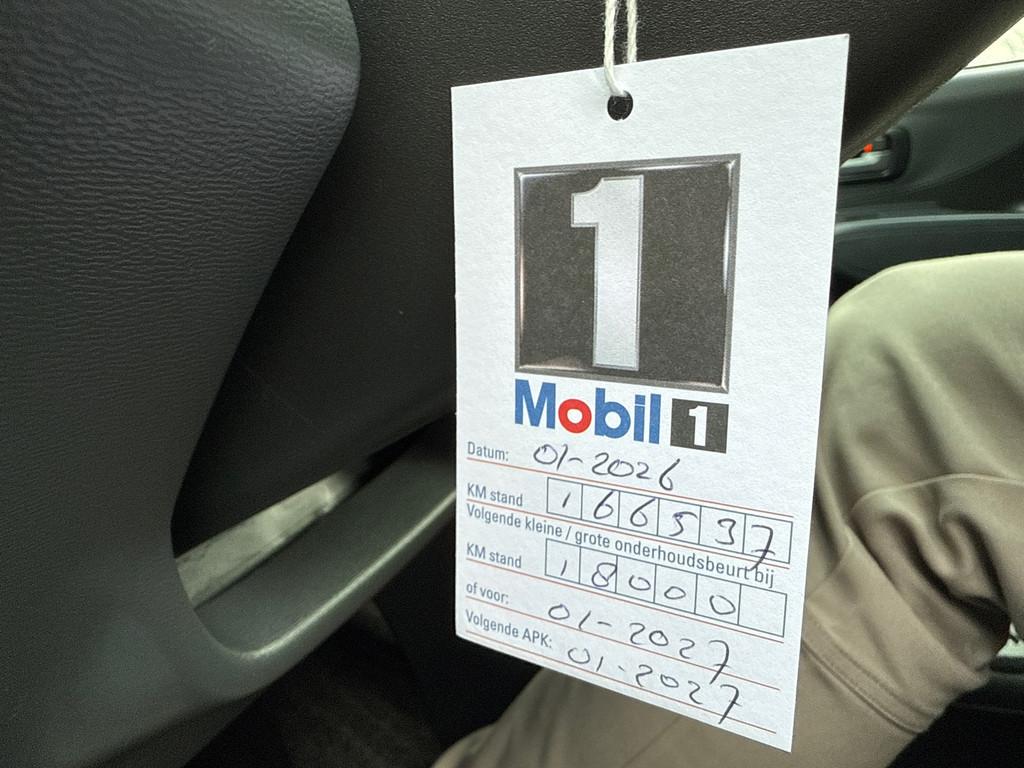 1
Mobil 1
Datum: 01-2026
KM stand 166537
Volgende kleine / grote onderhoudsbeurt bij
KM stand 18000
of voor: 01-2027
Volgende APK: 01-2027